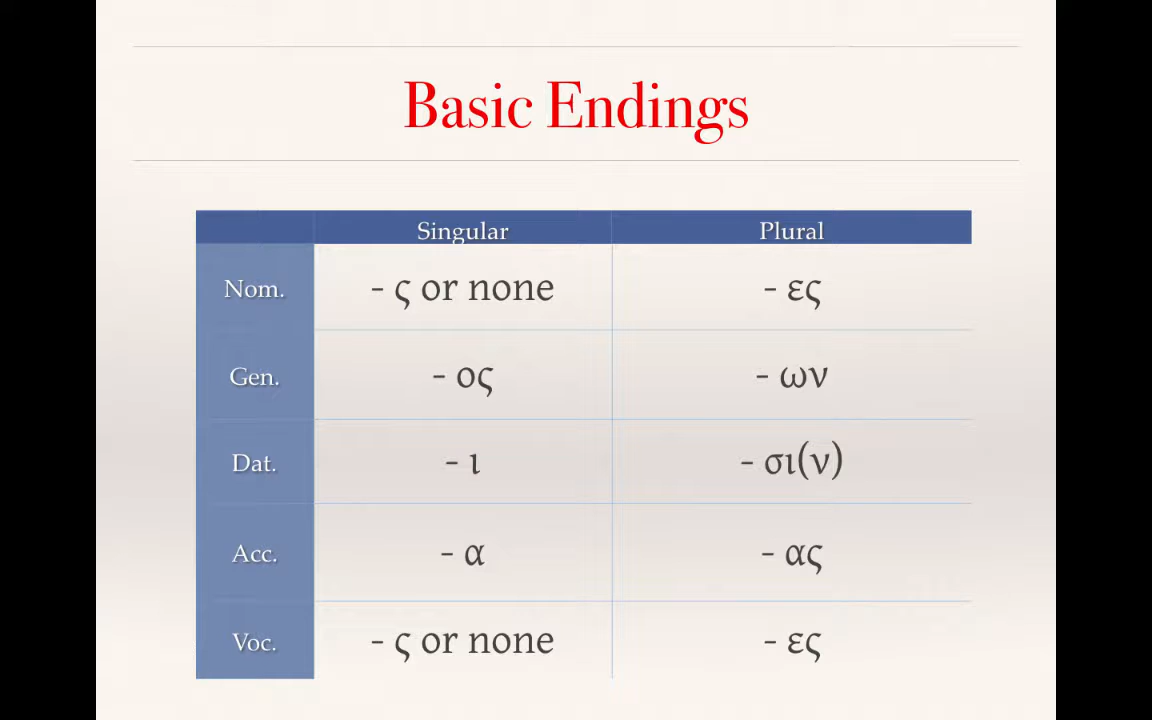 Basic Endings
Singular Plural
Nom. - ς or none - ες
Gen. - ος - ων
Dat. - ι - σι(ν)
Acc. - α - ας
Voc. - ς or none - ες